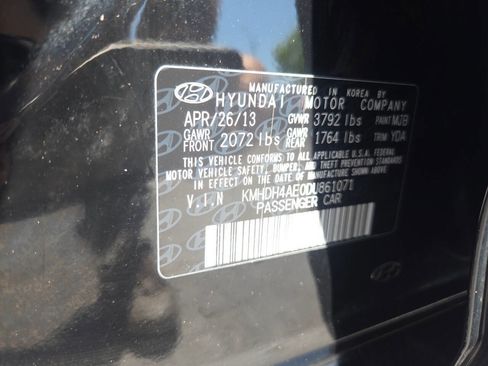 MANUFACTURED IN KOREA BY
HYUNDAI MOTOR COMPANY
APR/26/13 GVWR 3792 lbs PAINT MZB
GAWR FRONT 2072 lbs GAWR REAR 1764 lbs TRIM YDA
THIS VEHICLE CONFORMS TO ALL APPLICABLE U.S.A. FEDERAL
MOTOR VEHICLE SAFETY, BUMPER, AND THEFT PREVENTION STANDARDS
IN EFFECT ON THE DATE OF MANUFACTURE SHOWN ABOVE.
V.I.N KMHDH4AE0DU861071
PASSENGER CAR